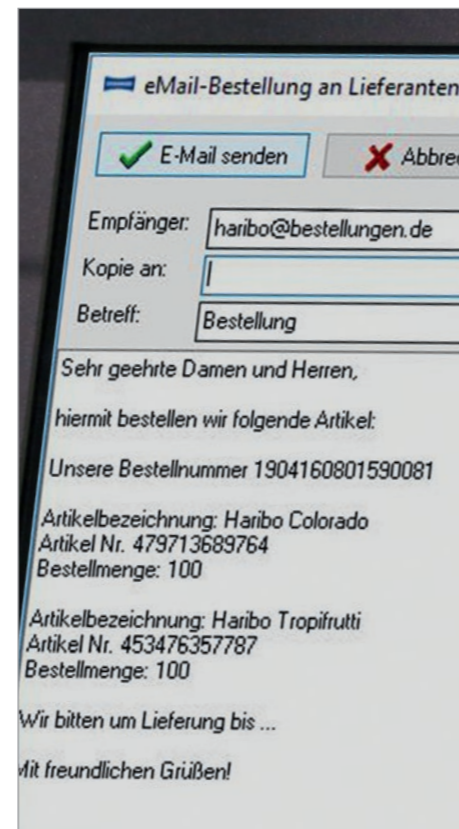 eMail-Bestellung an Lieferanten
E-Mail senden
Abbrec
Empfänger: haribo@bestellungen.de
Kopie an:
Betreff: Bestellung
Sehr geehrte Damen und Herren,
hiermit bestellen wir folgende Artikel:
Unsere Bestellnummer 1904160801590081
Artikelbezeichnung: Haribo Colorado
Artikel Nr. 479713689764
Bestellmenge: 100
Artikelbezeichnung: Haribo Tropifrutti
Artikel Nr. 453476357787
Bestellmenge: 100
Wir bitten um Lieferung bis ...
Mit freundlichen Grüßen!